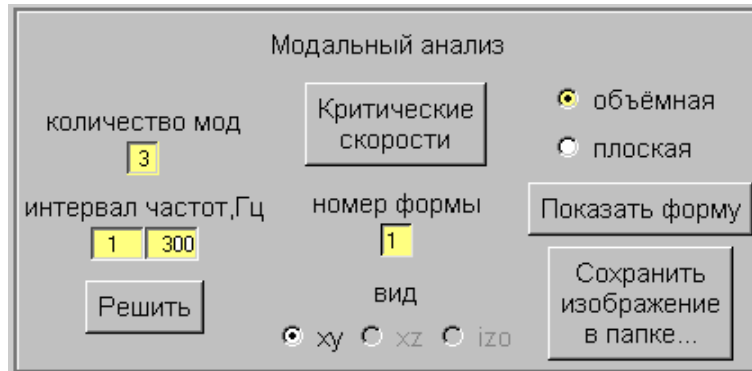 Модальный анализ
количество мод
3
интервал частот,Гц
1 300
Решить
Критические
скорости
номер формы
1
вид
xy xz izo
объёмная
плоская
Показать форму
Сохранить
изображение
в папке...